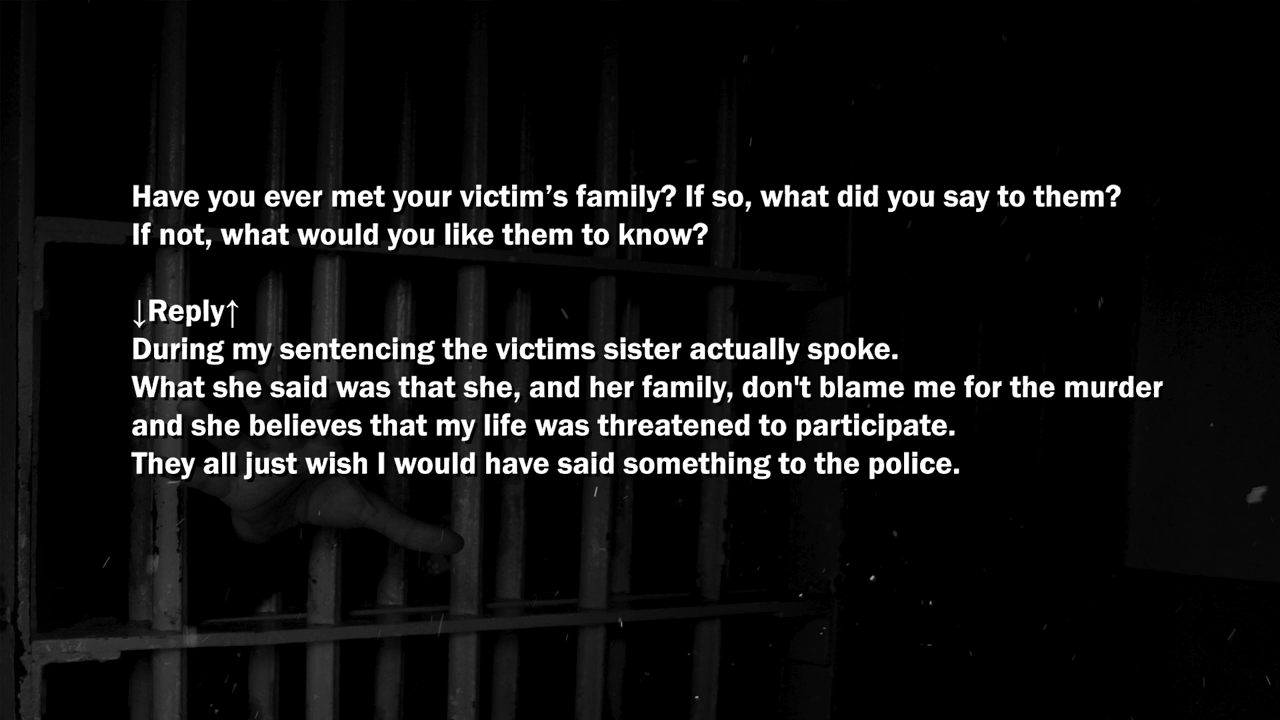 Have you ever met your victim’s family? If so, what did you say to them?
If not, what would you like them to know?
↓Reply↑
During my sentencing the victims sister actually spoke.
What she said was that she, and her family, don't blame me for the murder
and she believes that my life was threatened to participate.
They all just wish I would have said something to the police.